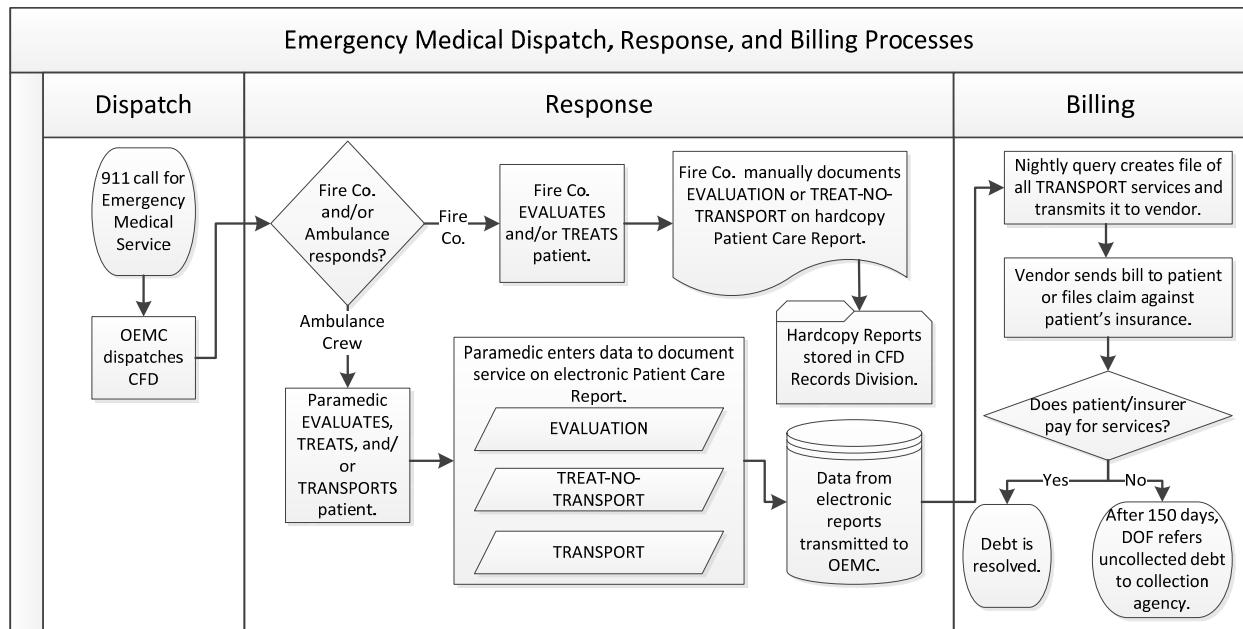 Emergency Medical Dispatch, Response, and Billing Processes
Dispatch
Response
Billing
911 call for
Emergency
Medical
Service
OEMC
dispatches
CFD
Fire Co.
and/or
Ambulance
responds?
Fire
Co.
Fire Co.
EVALUATES
and/or TREATS
patient.
Fire Co. manually documents
EVALUATION or TREAT-NO-
TRANSPORT on hardcopy
Patient Care Report.
Hardcopy Reports
stored in CFD
Records Division.
Ambulance
Crew
Paramedic
EVALUATES,
TREATS, and/
or
TRANSPORTS
patient.
Paramedic enters data to document
service on electronic Patient Care
Report.
EVALUATION
TREAT-NO-
TRANSPORT
TRANSPORT
Data from
electronic
reports
transmitted to
OEMC.
Nightly query creates file of
all TRANSPORT services and
transmits it to vendor.
Vendor sends bill to patient
or files claim against
patient’s insurance.
Does patient/insurer
pay for services?
Yes
No
Debt is
resolved.
After 150 days,
DOF refers
uncollected debt
to collection
agency.